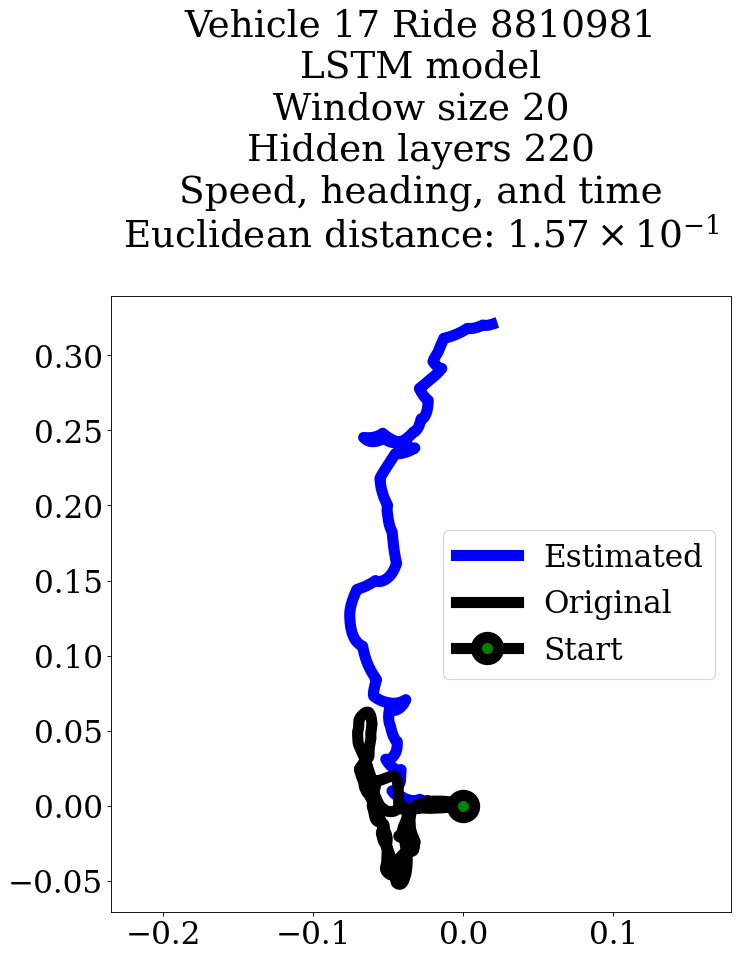 Vehicle 17 Ride 8810981
LSTM model
Window size 20
Hidden layers 220
Speed, heading, and time
Euclidean distance: 1.57 × 10⁻¹
0.30
0.25
0.20
0.15
0.10
0.05
0.00
−0.05
Estimated
Original
Start
−0.2
−0.1
0.0
0.1